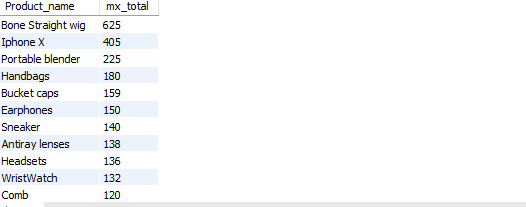 Product_name mx_total
Bone Straight wig 625
Iphone X 405
Portable blender 225
Handbags 180
Bucket caps 159
Earphones 150
Sneaker 140
Antiray lenses 138
Headsets 136
WristWatch 132
Comb 120